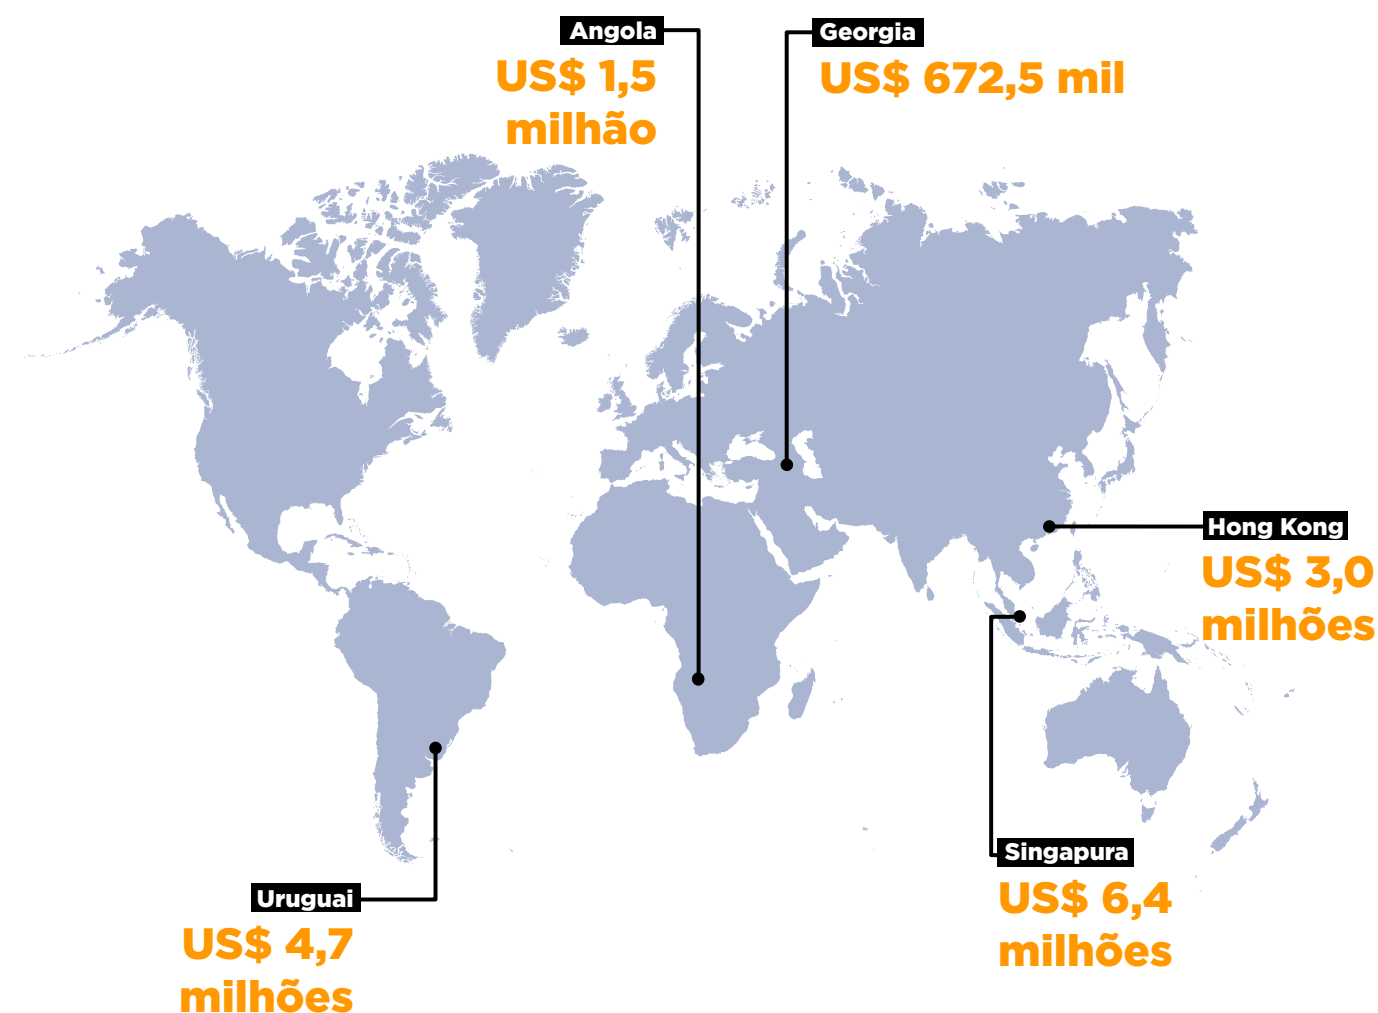 Angola
US$ 1,5
milhão
Georgia
US$ 672,5 mil
Hong Kong
US$ 3,0
milhões
Singapura
US$ 6,4
milhões
Uruguai
US$ 4,7
milhões